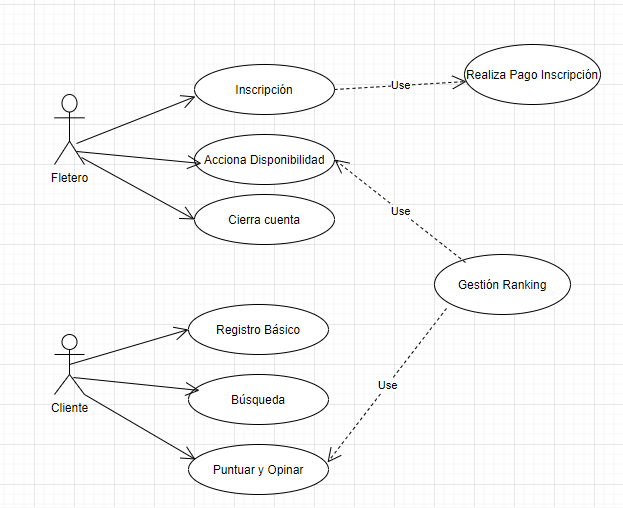 Realiza Pago Inscripción
Inscripción
Use
Acciona Disponibilidad
Fletero
Cierra cuenta
Use
Gestión Ranking
Registro Básico
Use
Búsqueda
Cliente
Puntuar y Opinar